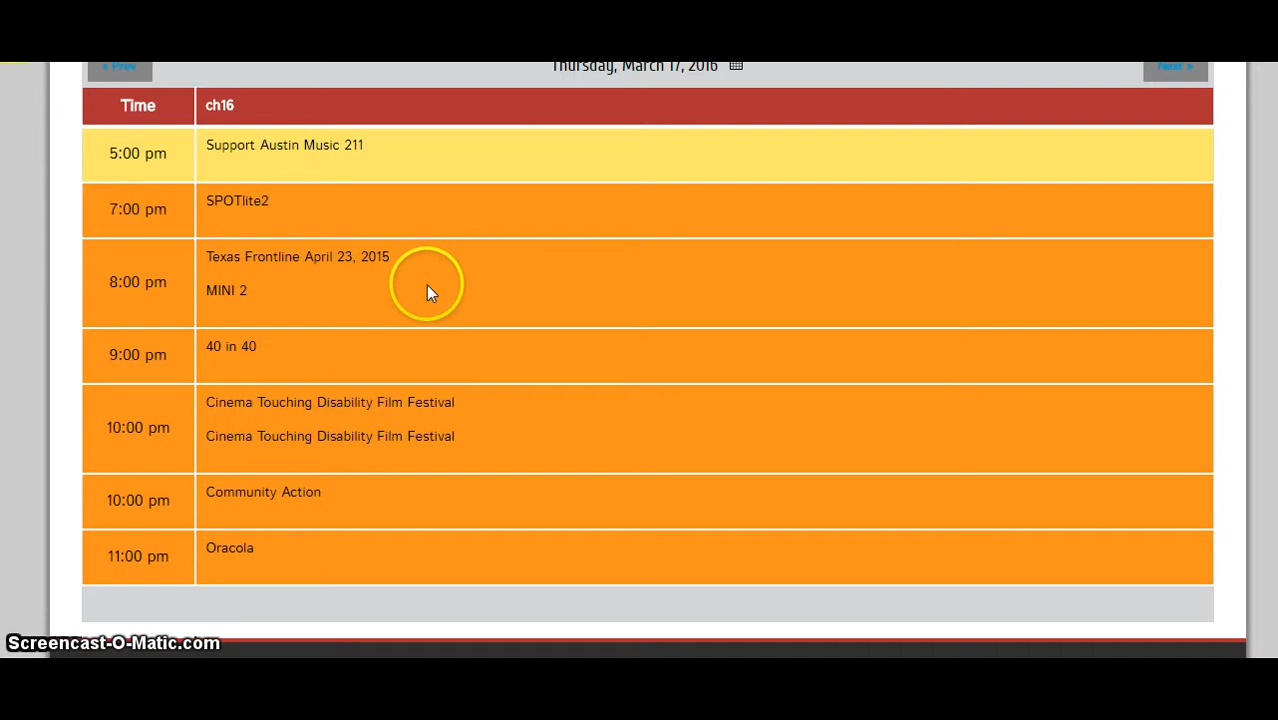 « Prev
Thursday, March 17, 2016
Next »
Time
ch16
5:00 pm
Support Austin Music 211
7:00 pm
SPOTlite2
8:00 pm
Texas Frontline April 23, 2015
MINI 2
9:00 pm
40 in 40
10:00 pm
Cinema Touching Disability Film Festival
Cinema Touching Disability Film Festival
10:00 pm
Community Action
11:00 pm
Oracola
Screencast-O-Matic.com